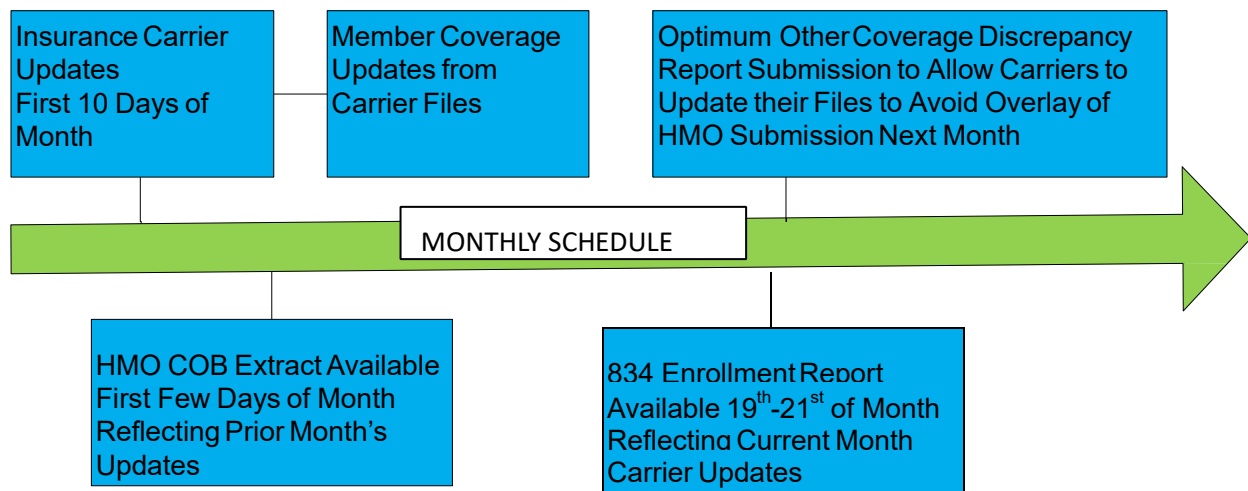 Insurance Carrier
Updates
First 10 Days of
Month
Member Coverage
Updates from
Carrier Files
Optimum Other Coverage Discrepancy
Report Submission to Allow Carriers to
Update their Files to Avoid Overlay of
HMO Submission Next Month
MONTHLY SCHEDULE
HMO COB Extract Available
First Few Days of Month
Reflecting Prior Month's
Updates
834 Enrollment Report
Available 19th-21st of Month
Reflecting Current Month
Carrier Updates